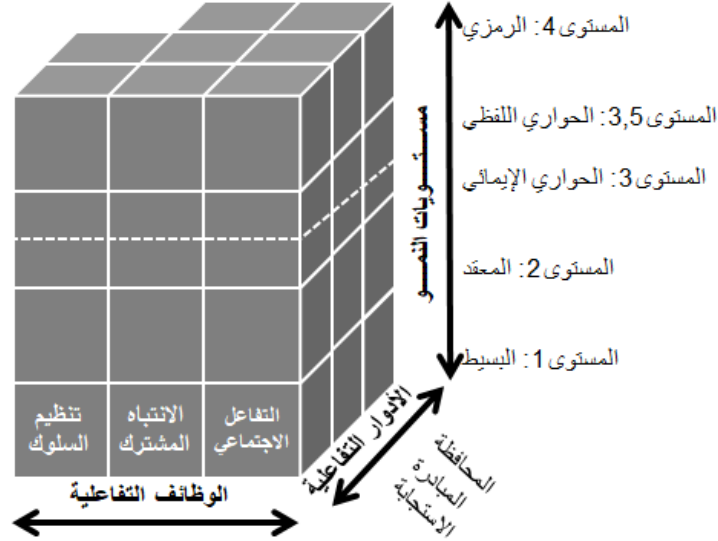 المستوى 4: الرمزي
المستوى 3,5: الحواري اللفظي
المستوى 3: الحواري الإيمائي
المستوى 2: المعقد
المستوى 1: البسيط
مستويات النمو
التفاعل
الاجتماعي
الانتباه
المشترك
تنظيم
السلوك
الوظائف التفاعلية
الأدوار التفاعلية
المحافظة
المبادرة
الاستجابة